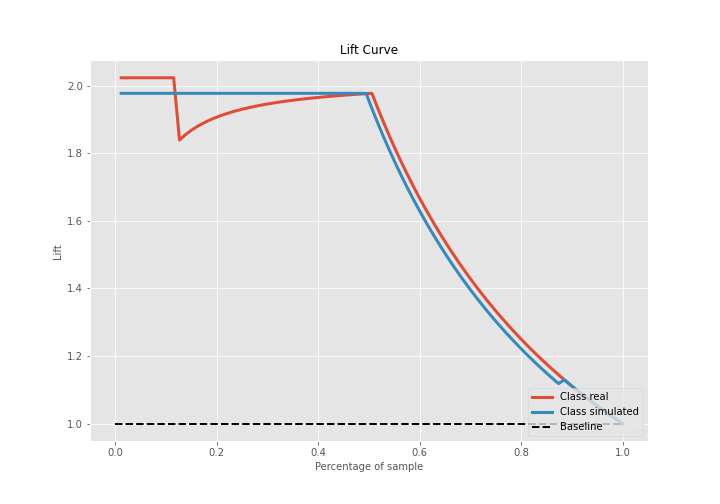 Lift Curve
Lift
2.0
1.8
1.6
1.4
1.2
1.0
0.0
0.2
0.4
0.6
0.8
1.0
Percentage of sample
Class real
Class simulated
Baseline